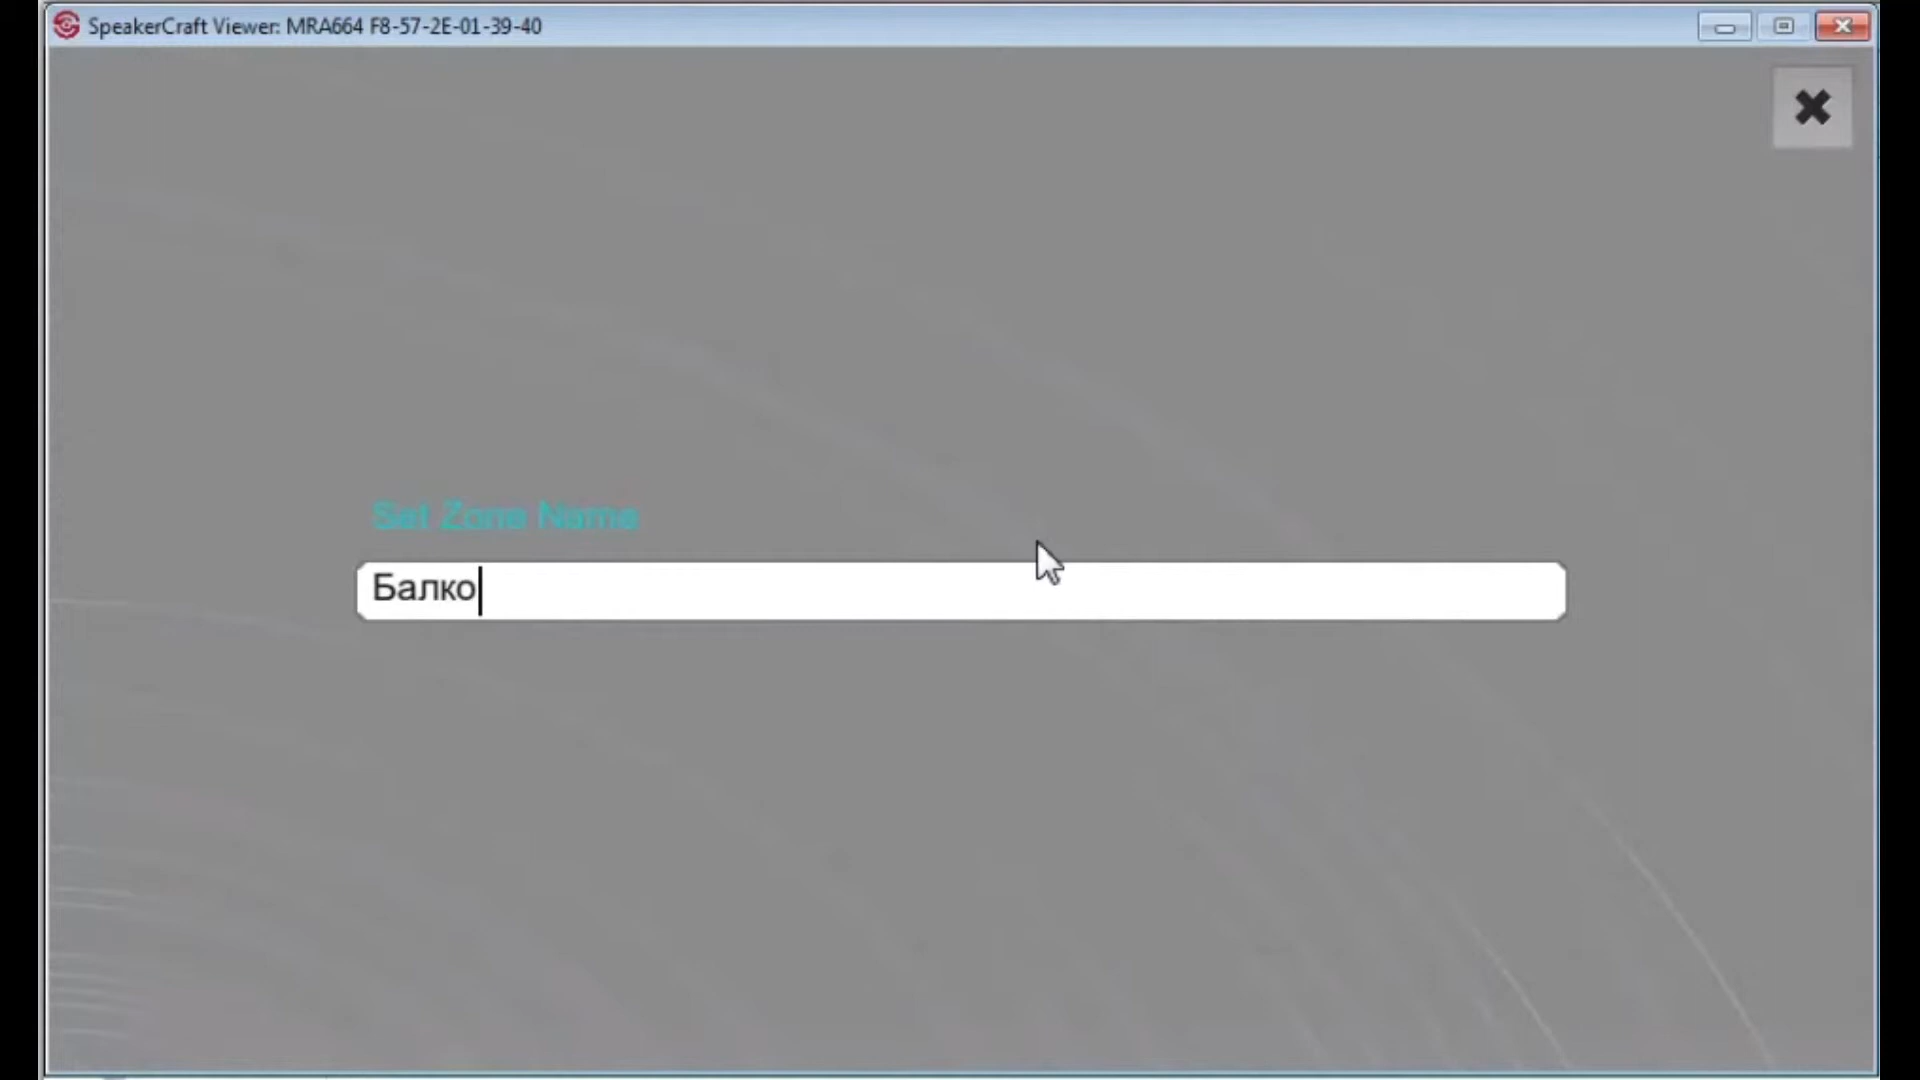 SpeakerCraft Viewer: MRA664 F8-57-2E-01-39-40
Set Zone Name
Балко